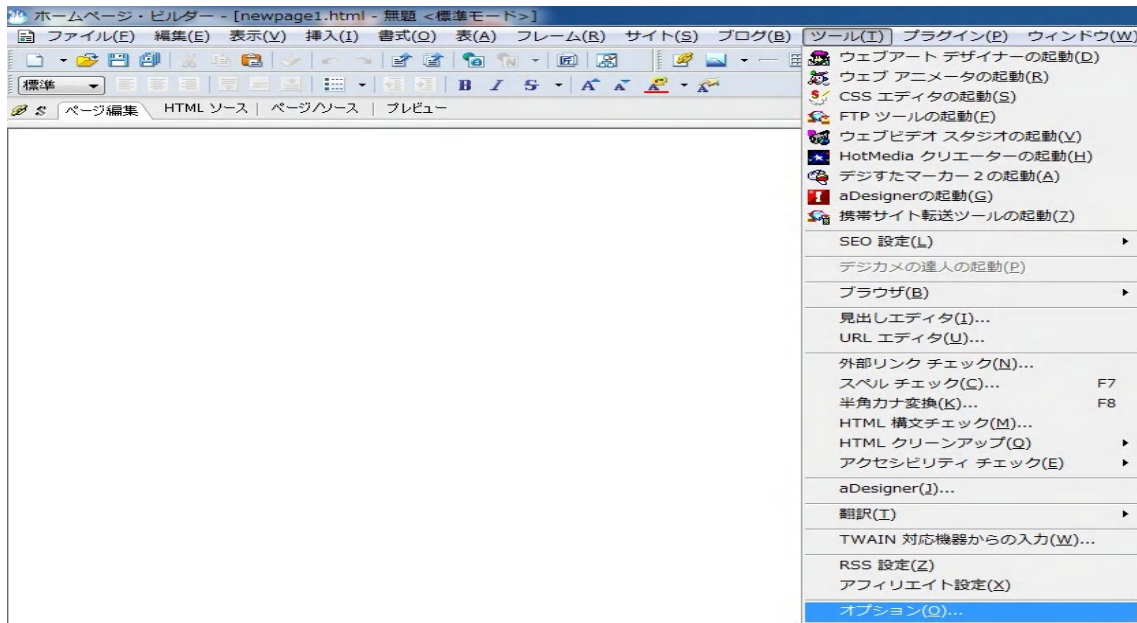 ホームページ・ビルダー - [newpage1.html - 無題 <標準モード>]
ファイル(F) 編集(E) 表示(V) 挿入(I) 書式(O) 表(A) フレーム(R) サイト(S) ブログ(B) ツール(T) プラグイン(P) ウィンドウ(W)
標準
B I S A A A A
ページ編集 HTML ソース | ページ/ソース | プレビュー
ウェブアート デザイナーの起動(D)
ウェブ アニメータの起動(R)
CSS エディタの起動(S)
FTP ツールの起動(F)
ウェブビデオ スタジオの起動(V)
HotMedia クリエーターの起動(H)
デジすたマーカー2の起動(A)
aDesignerの起動(G)
携帯サイト転送ツールの起動(Z)
SEO 設定(L)
デジカメの達人の起動(P)
ブラウザ(B)
見出しエディタ(I)...
URL エディタ(U)...
外部リンク チェック(N)...
スペル チェック(C)... F7
半角カナ変換(K)... F8
HTML 構文チェック(M)...
HTML クリーンアップ(Q)
アクセシビリティ チェック(E)
aDesigner(J)...
翻訳(T)
TWAIN 対応機器からの入力(W)...
RSS 設定(Z)
アフィリエイト設定(X)
オプション(O)...